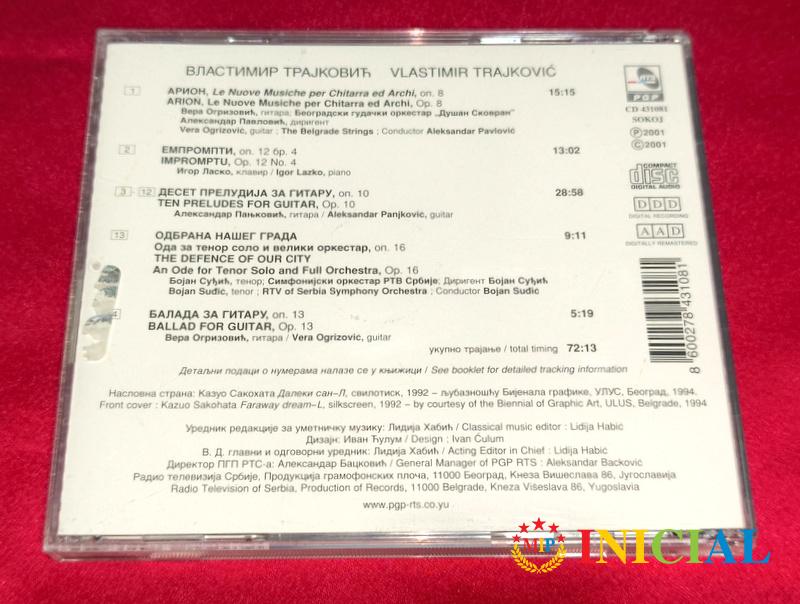 ВЛАСТИМИР ТРАЈКОВИЋ VLASTIMIR TRAJKOVIĆ
PGP
CD 431081
SOKOJ
Ⓟ2001
Ⓒ2001
COMPACT
disc
DIGITAL AUDIO
DDD
DIGITAL RECORDING
AAD
DIGITALLY REMASTERED
1 АРИОН, Le Nuove Musiche per Chitarra ed Archi, оп. 8 15:15
ARION, Le Nuove Musiche per Chitarra ed Archi, Op. 8
Вера Огризовић, гитара; Београдски гудачки оркестар „Душан Сковран”
Александар Павловић, диригент
Vera Ogrizović, guitar ; The Belgrade Strings ; Conductor Aleksandar Pavlović
2 ЕМПРОМПТИ, оп. 12 бр. 4 13:02
IMPROMPTU, Op. 12 No. 4
Игор Ласко, клавир / Igor Lazko, piano
3 - 12 ДЕСЕТ ПРЕЛУДИЈА ЗА ГИТАРУ, оп. 10 28:58
TEN PRELUDES FOR GUITAR, Op. 10
Александар Пањковић, гитара / Aleksandar Panjković, guitar
13 ОДБРАНА НАШЕГ ГРАДА 9:11
Ода за тенор соло и велики оркестар, оп. 16
THE DEFENCE OF OUR CITY
An Ode for Tenor Solo and Full Orchestra, Op. 16
Бојан Суђић, тенор; Симфонијски оркестар РТВ Србије; Диригент Бојан Суђић
Bojan Suđić, tenor ; RTV of Serbia Symphony Orchestra ; Conductor Bojan Suđić
4 БАЛАДА ЗА ГИТАРУ, оп. 13 5:19
BALLAD FOR GUITAR, Op. 13
Вера Огризовић, гитара / Vera Ogrizović, guitar
укупно трајање / total timing 72:13
Детаљни подаци о нумерама налазе се у књижици / See booklet for detailed tracking information
8600278431081
Насловна страна: Казуо Сакохата Далеки сан–Л, свилотиск, 1992 – љубазношћу Бијенала графике, УЛУС, Београд, 1994.
Front cover : Kazuo Sakohata Faraway dream–L, silkscreen, 1992 – by courtesy of the Biennial of Graphic Art, ULUS, Belgrade, 1994
Уредник редакције за уметничку музику: Лидија Хабић / Classical music editor : Lidija Habić
Дизајн: Иван Ћулум / Design : Ivan Ćulum
В. Д. главни и одговорни уредник: Лидија Хабић / Acting Editor in Chief : Lidija Habić
Директор ПГП РТС-а: Александар Бацковић / General Manager of PGP RTS : Aleksandar Backović
Радио телевизија Србије, Продукција грамофонских плоча, 11000 Београд, Кнеза Вишеслава 86, Југославија
Radio Television of Serbia, Production of Records, 11000 Belgrade, Kneza Višeslava 86, Yugoslavia
www.pgp-rts.co.yu
MIP INICIAL